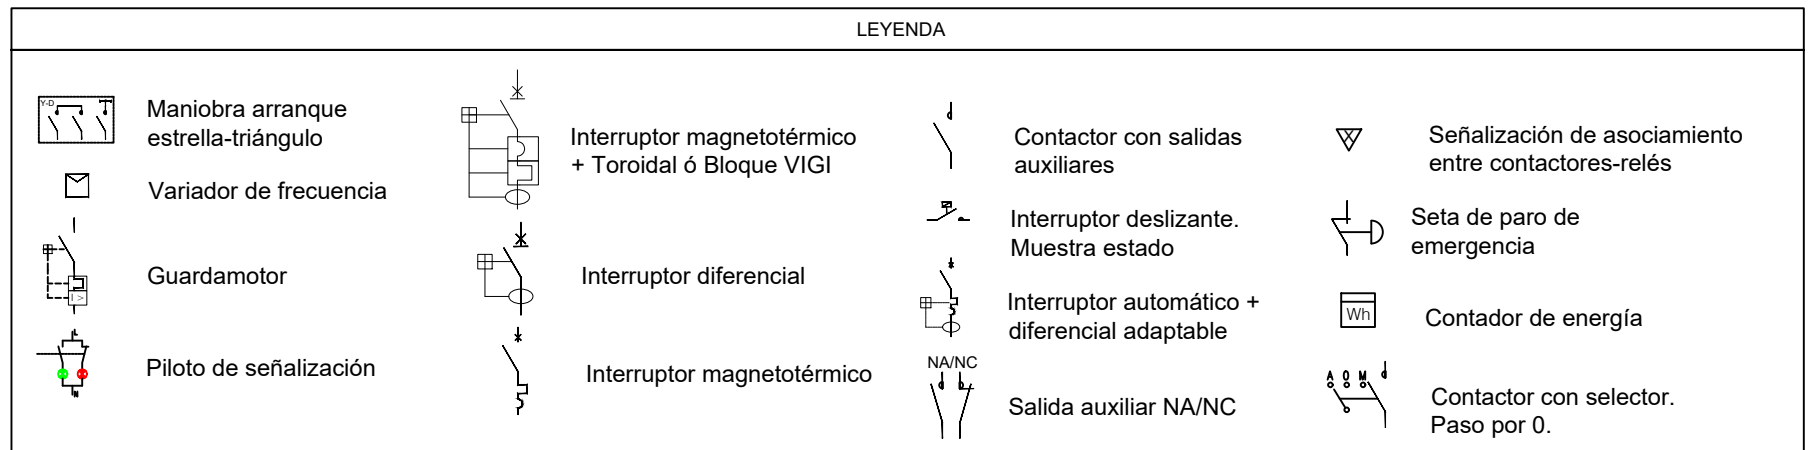 LEYENDA
Y-D
Maniobra arranque
estrella-triángulo
Variador de frecuencia
Guardamotor
I >
L
Piloto de señalización
N
Interruptor magnetotérmico
+ Toroidal ó Bloque VIGI
Interruptor diferencial
Interruptor magnetotérmico
Contactor con salidas
auxiliares
Interruptor deslizante.
Muestra estado
Interruptor automático +
diferencial adaptable
NA/NC
Salida auxiliar NA/NC
Señalización de asociamiento
entre contactores-relés
Seta de paro de
emergencia
Wh
Contador de energía
A O M
Contactor con selector.
Paso por 0.